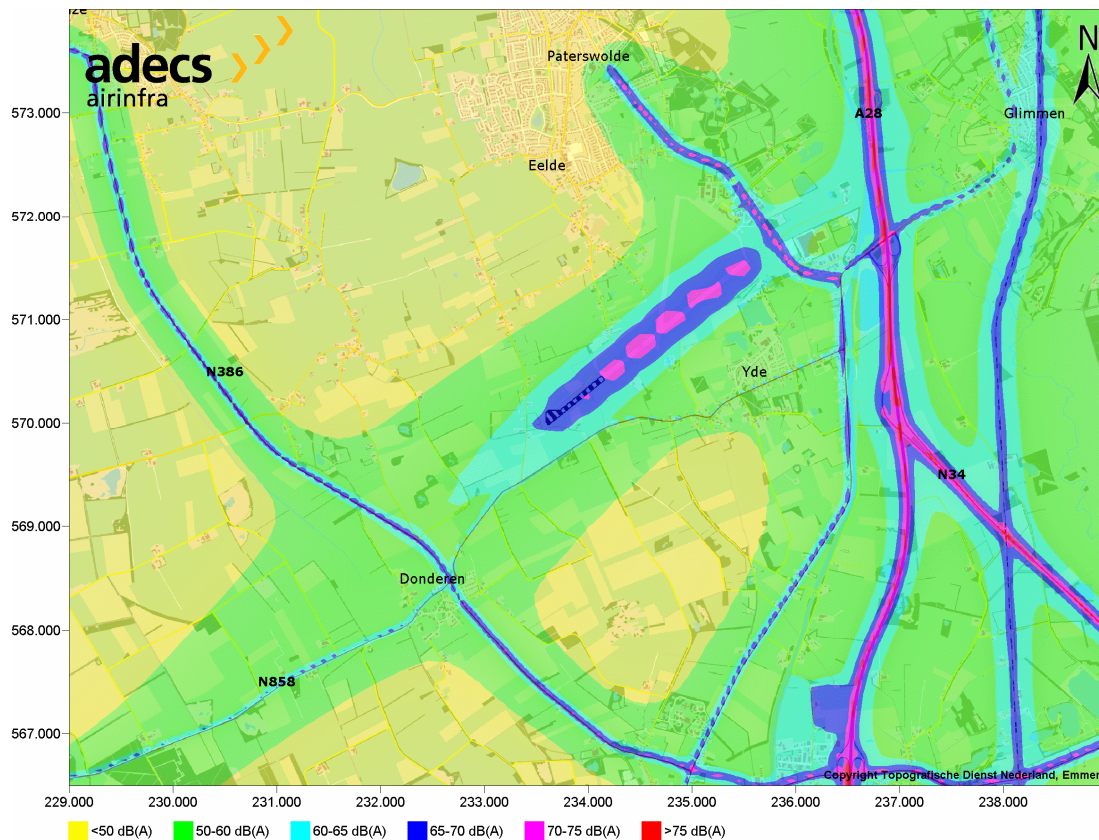 ze
Paterswolde
N
adecs
airinfra
573.000
A28
Glimmen
Eelde
572.000
571.000
N386
Yde
570.000
N34
569.000
Donderen
568.000
N858
567.000
Copyright Topografische Dienst Nederland, Emmen
229.000 230.000 231.000 232.000 233.000 234.000 235.000 236.000 237.000 238.000
<50 dB(A) 50-60 dB(A) 60-65 dB(A) 65-70 dB(A) 70-75 dB(A) >75 dB(A)